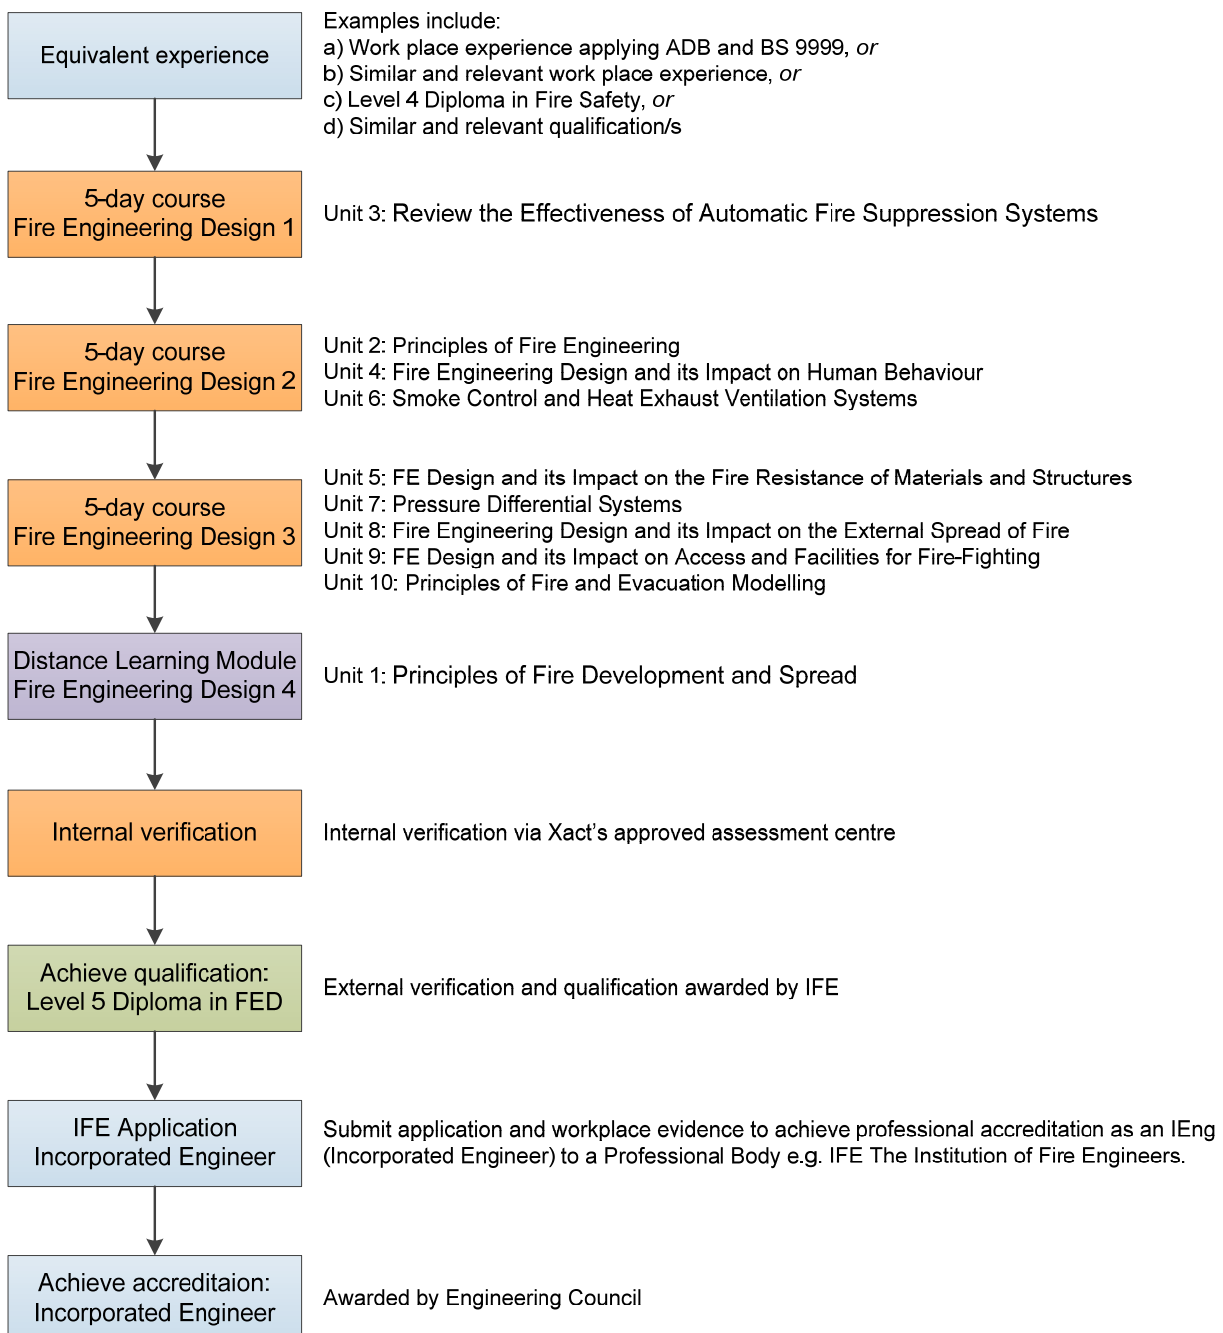 Equivalent experience
Examples include:
a) Work place experience applying ADB and BS 9999, or
b) Similar and relevant work place experience, or
c) Level 4 Diploma in Fire Safety, or
d) Similar and relevant qualification/s
5-day course
Fire Engineering Design 1
Unit 3: Review the Effectiveness of Automatic Fire Suppression Systems
5-day course
Fire Engineering Design 2
Unit 2: Principles of Fire Engineering
Unit 4: Fire Engineering Design and its Impact on Human Behaviour
Unit 6: Smoke Control and Heat Exhaust Ventilation Systems
5-day course
Fire Engineering Design 3
Unit 5: FE Design and its Impact on the Fire Resistance of Materials and Structures
Unit 7: Pressure Differential Systems
Unit 8: Fire Engineering Design and its Impact on the External Spread of Fire
Unit 9: FE Design and its Impact on Access and Facilities for Fire-Fighting
Unit 10: Principles of Fire and Evacuation Modelling
Distance Learning Module
Fire Engineering Design 4
Unit 1: Principles of Fire Development and Spread
Internal verification
Internal verification via Xact's approved assessment centre
Achieve qualification:
Level 5 Diploma in FED
External verification and qualification awarded by IFE
IFE Application
Incorporated Engineer
Submit application and workplace evidence to achieve professional accreditation as an IEng
(Incorporated Engineer) to a Professional Body e.g. IFE The Institution of Fire Engineers.
Achieve accreditaion:
Incorporated Engineer
Awarded by Engineering Council